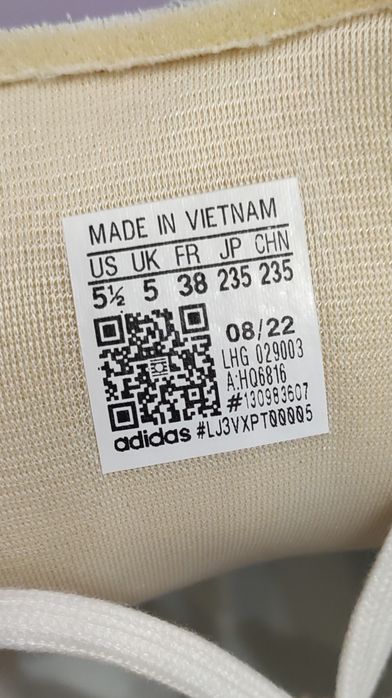 MADE IN VIETNAM
US UK FR JP CHN
5½ 5 38 235 235
08/22
LHG 029003
A:HQ6816
#130983607
adidas #LJ3VXPT00005